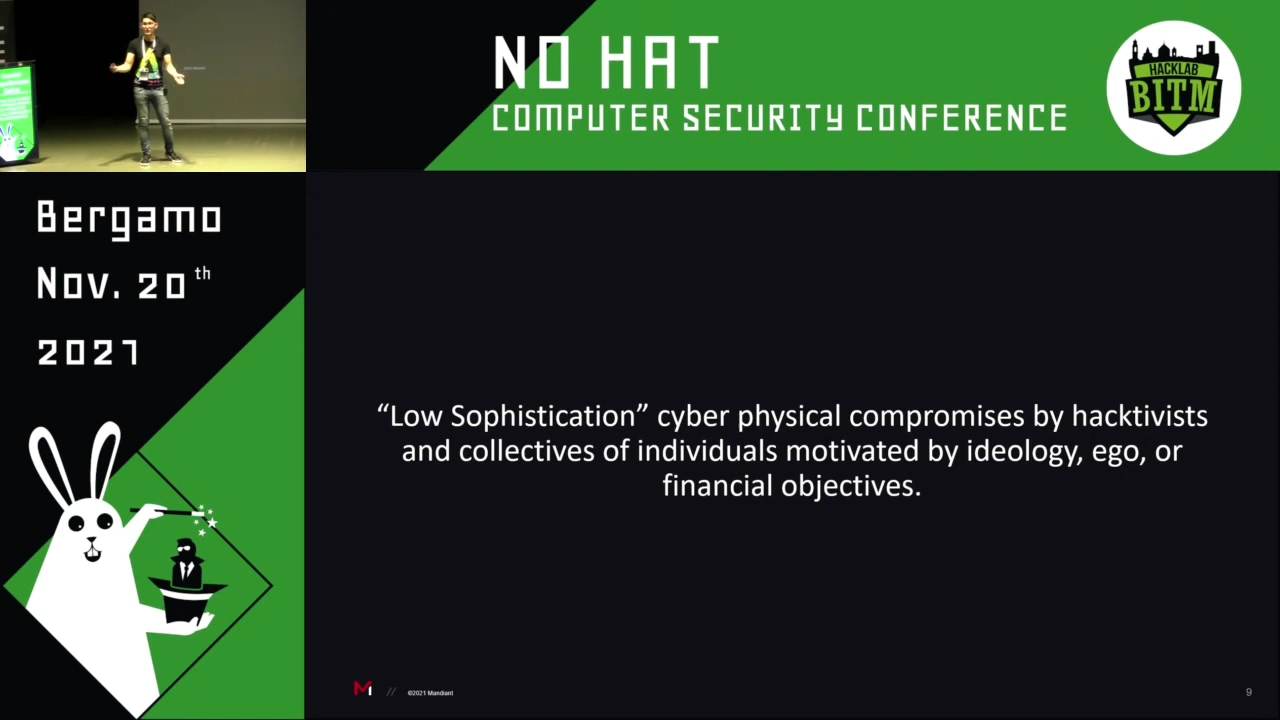 NO HAT
COMPUTER SECURITY CONFERENCE
HACKLAB
BITM
Bergamo
Nov. 20th
2021
“Low Sophistication” cyber physical compromises by hacktivists
and collectives of individuals motivated by ideology, ego, or
financial objectives.
// ©2021 Mandiant
9